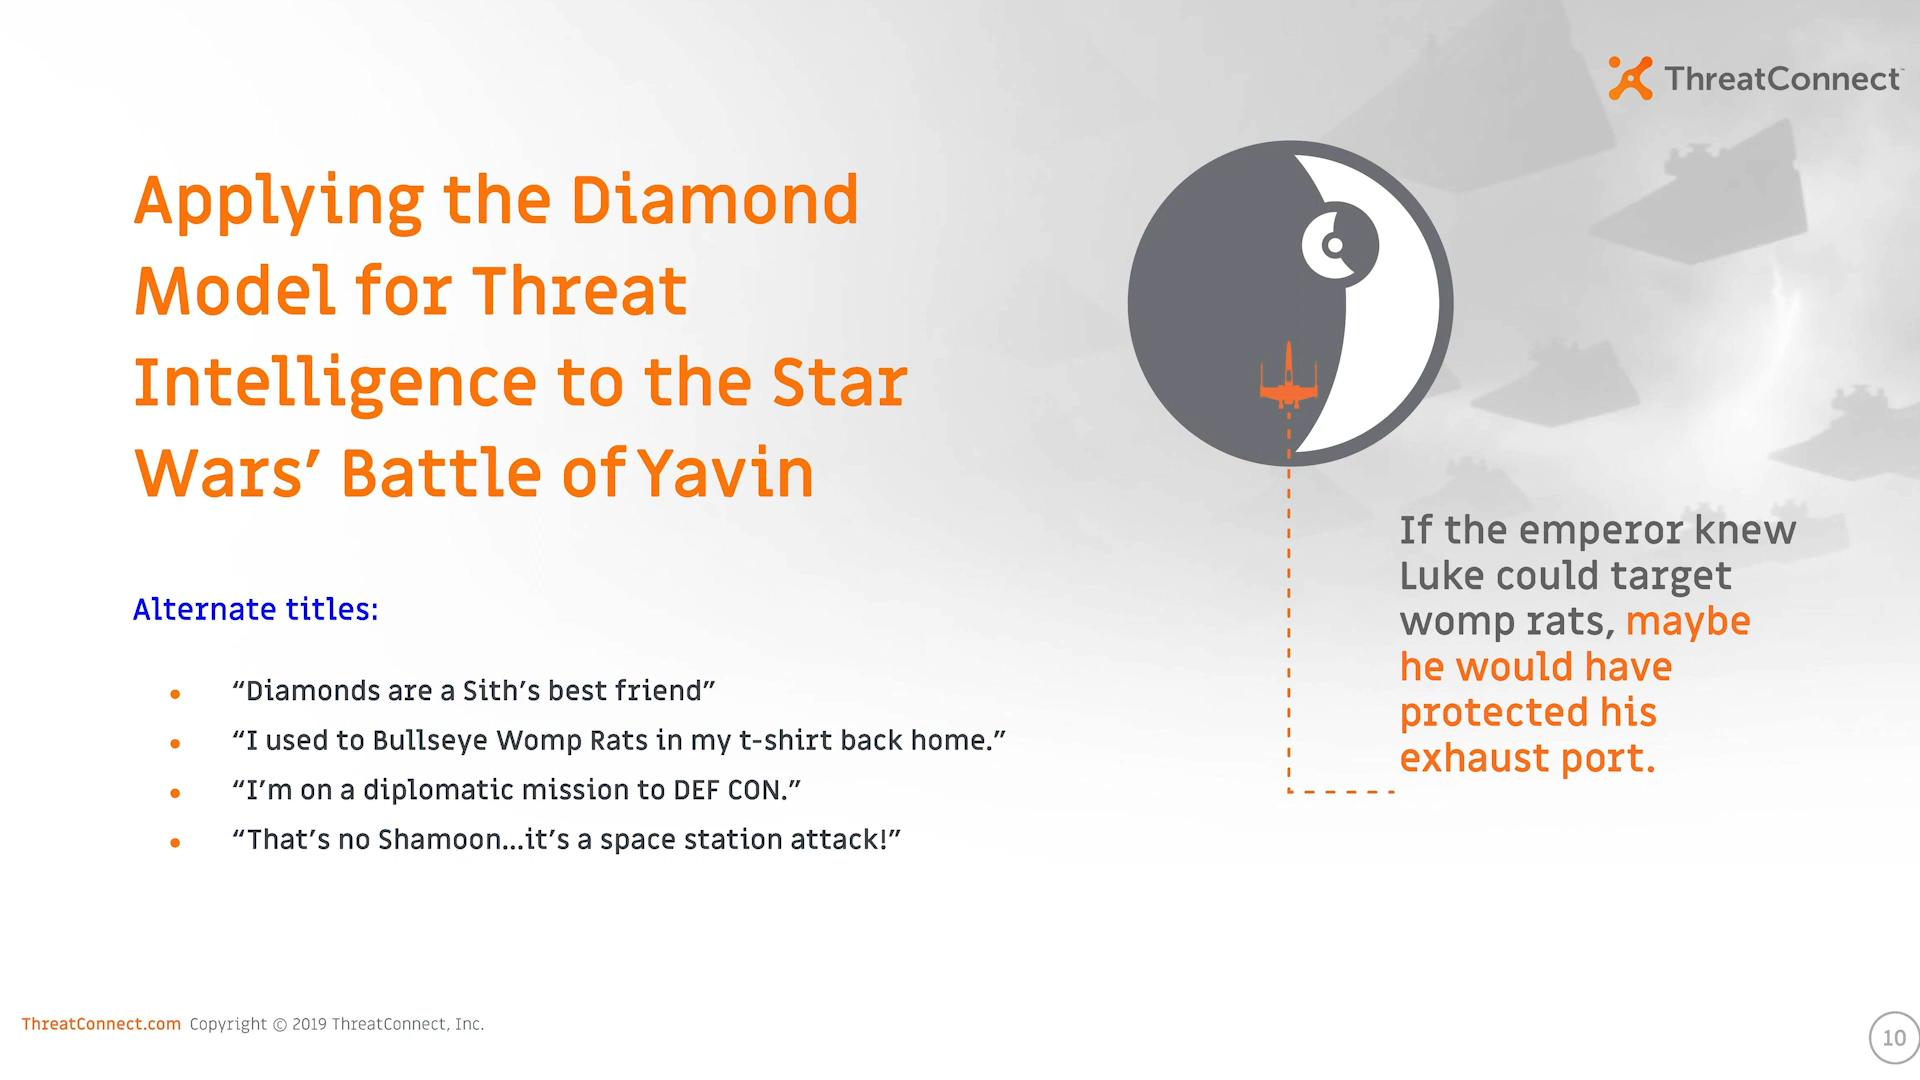 ThreatConnect™
Applying the Diamond
Model for Threat
Intelligence to the Star
Wars’ Battle of Yavin
Alternate titles:
• “Diamonds are a Sith’s best friend”
• “I used to Bullseye Womp Rats in my t-shirt back home.”
• “I’m on a diplomatic mission to DEF CON.”
• “That’s no Shamoon...it’s a space station attack!”
If the emperor knew
Luke could target
womp rats, maybe
he would have
protected his
exhaust port.
ThreatConnect.com Copyright © 2019 ThreatConnect, Inc.
10